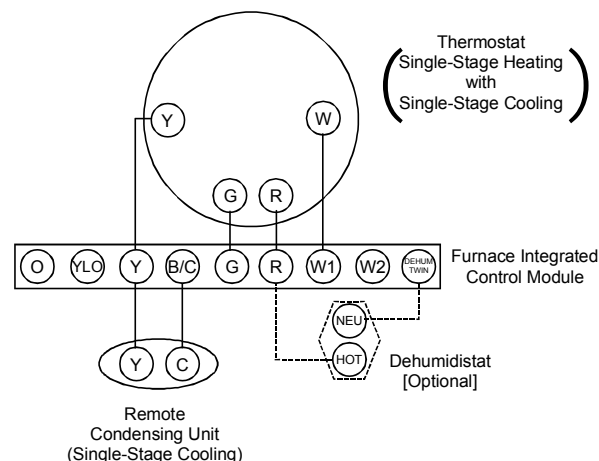 Thermostat
Single-Stage Heating
with
Single-Stage Cooling
Y
W
G
R
O
YLO
Y
B/C
G
R
W1
W2
DEHUM
TWIN
Furnace Integrated
Control Module
NEU
HOT
Dehumidistat
[Optional]
Y
C
Remote
Condensing Unit
(Single-Stage Cooling)